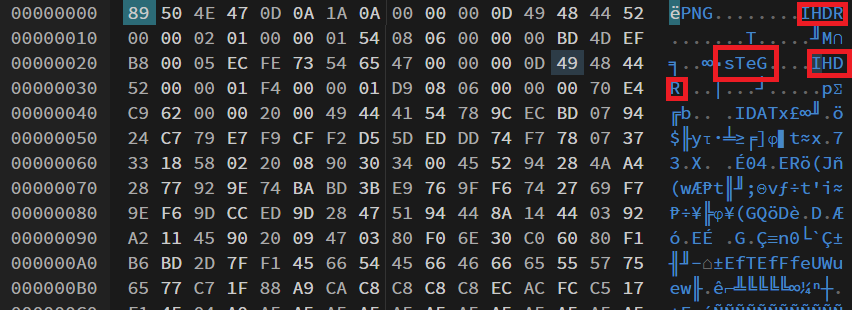 00000000 89 50 4E 47 0D 0A 1A 0A 00 00 00 0D 49 48 44 52 ëPNG........IHDR
00000010 00 00 02 01 00 00 01 54 08 06 00 00 00 BD 4D EF .......T.....╜M∩
00000020 B8 00 05 EC FE 73 54 65 47 00 00 00 0D 49 48 44 ╕..∞■sTeG....IHD
00000030 52 00 00 01 F4 00 00 01 D9 08 06 00 00 00 70 E4 R...⌠...┘.....pΣ
00000040 C9 62 00 00 20 00 49 44 41 54 78 9C EC BD 07 94 ╔b.. .IDATx£∞╜.ö
00000050 24 C7 79 E7 F9 CF F2 D5 5D ED DD 74 F7 78 07 37 $╟yτ∙╧≥╒]φ▌t≈x.7
00000060 33 18 58 02 20 08 90 30 34 00 45 52 94 28 4A A4 3.X. .É04.ERö(Jñ
00000070 28 77 92 9E 74 BA BD 3B E9 76 9F F6 74 27 69 F7 (wÆ₧t║╜;Θvƒ÷t'i≈
00000080 9E F6 9D CC ED 9D 28 47 51 94 44 8A 14 44 03 92 ₧÷¥╠φ¥(GQöDè.D.Æ
00000090 A2 11 45 90 20 09 47 03 80 F0 6E 30 C0 60 80 F1 ó.EÉ .G.Ç≡n0└`Ç±
000000A0 B6 BD 2D 7F F1 45 66 54 45 66 46 66 65 55 57 75 ╢╜-⌂±EfTEfFfeUWu
000000B0 65 77 C7 1F 88 A9 CA C8 C8 C8 C8 EC AC FC C5 17 ew╟.ê⌐╩╚╚╚╚∞¼ⁿ┼.